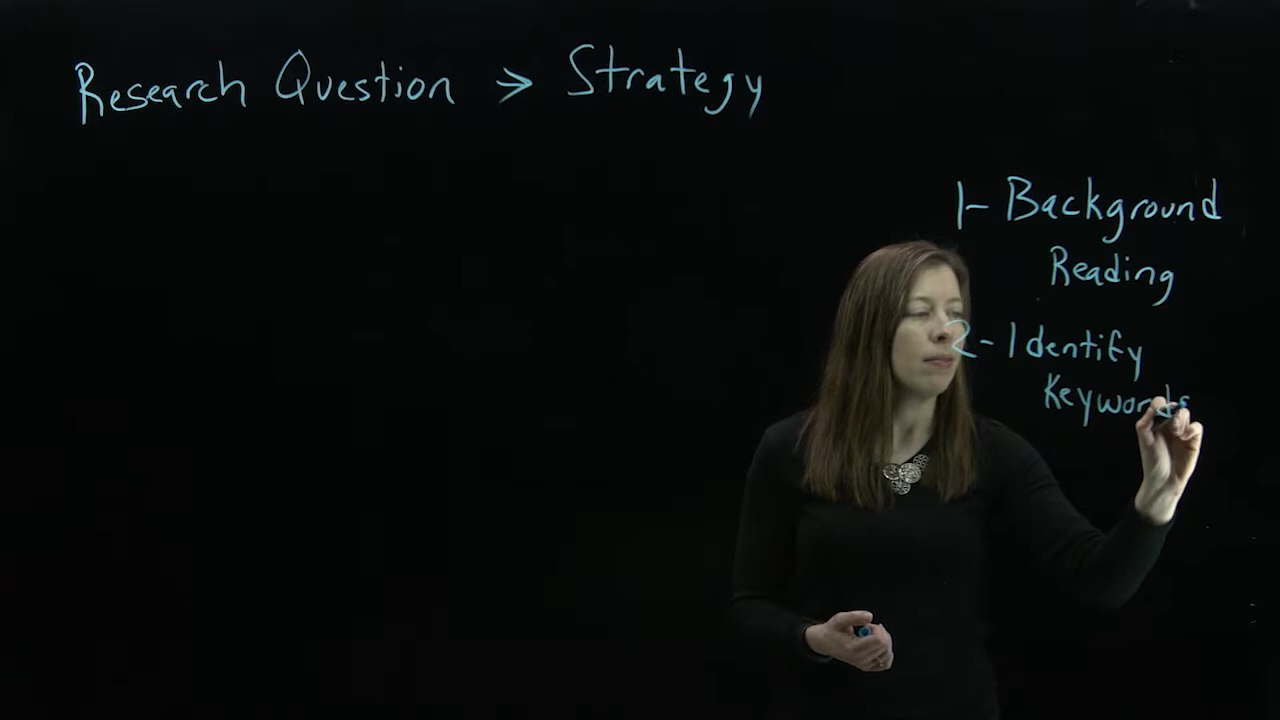 Research Question > Strategy
1- Background
Reading
2- Identify
Keywords